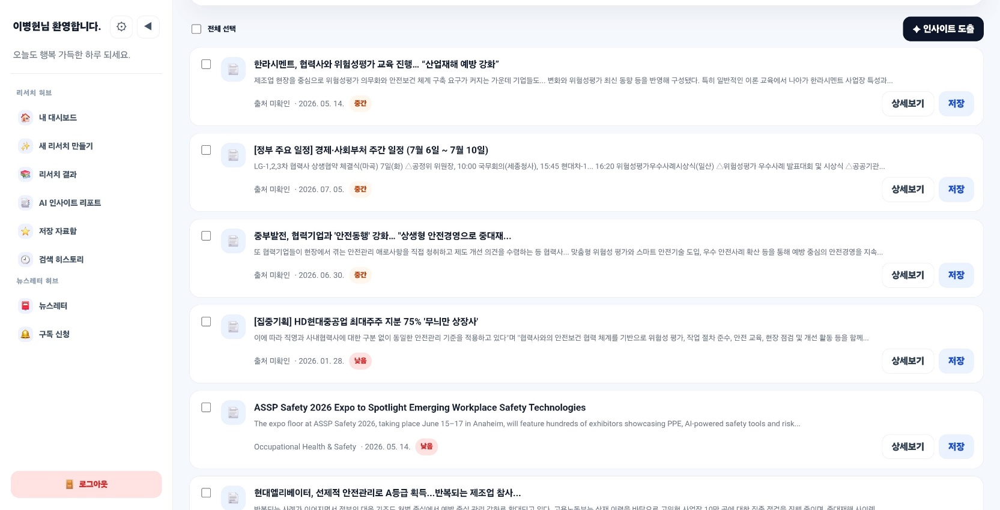 이병헌님 환영합니다.
오늘도 행복 가득한 하루 되세요.
리서치 허브
내 대시보드
새 리서치 만들기
리서치 결과
AI 인사이트 리포트
저장 자료함
검색 히스토리
뉴스레터 허브
뉴스레터
구독 신청
로그아웃
전체 선택
✦ 인사이트 도출
한라시멘트, 협력사와 위험성평가 교육 진행... “산업재해 예방 강화”
제조업 현장을 중심으로 위험성평가 의무화와 안전보건 체계 구축 요구가 커지는 가운데 기업들도... 변화와 위험성평가 최신 동향 등을 반영해 구성됐다. 특히 일반적인 이론 교육에서 나아가 한라시멘트 사업장 특성과...
출처 미확인 · 2026. 05. 14. 중간
상세보기 저장
[정부 주요 일정] 경제·사회부처 주간 일정 (7월 6일 ~ 7월 10일)
LG-1,2,3차 협력사 상생협약 체결식(마곡) 7일(화) △공정위 위원장, 10:00 국무회의(세종청사), 15:45 현대차-1... 16:20 위험성평가우수사례시상식(일산) △위험성평가 우수사례 발표대회 및 시상식 △공공기관...
출처 미확인 · 2026. 07. 05. 중간
상세보기 저장
중부발전, 협력기업과 '안전동행' 강화... "상생형 안전경영으로 중대재...
또 협력기업들이 현장에서 겪는 안전관리 애로사항을 직접 청취하고 제도 개선 의견을 수렴하는 등 협력사... 맞춤형 위험성 평가와 스마트 안전기술 도입, 우수 안전사례 확산 등을 통해 예방 중심의 안전경영을 지속...
출처 미확인 · 2026. 06. 30. 중간
상세보기 저장
[집중기획] HD현대중공업 최대주주 지분 75% '무늬만 상장사'
이에 따라 직영과 사내협력사에 대한 구분 없이 동일한 안전관리 기준을 적용하고 있다"며 "협력사와의 안전보건 협력 체계를 기반으로 위험성 평가, 작업 절차 준수, 안전 교육, 현장 점검 및 개선 활동 등을 함께...
출처 미확인 · 2026. 01. 28. 낮음
상세보기 저장
ASSP Safety 2026 Expo to Spotlight Emerging Workplace Safety Technologies
The expo floor at ASSP Safety 2026, taking place June 15–17 in Anaheim, will feature hundreds of exhibitors showcasing PPE, AI-powered safety tools and risk...
Occupational Health & Safety · 2026. 05. 14. 낮음
상세보기 저장
현대엘리베이터, 선제적 안전관리로 A등급 획득...반복되는 제조업 참사...